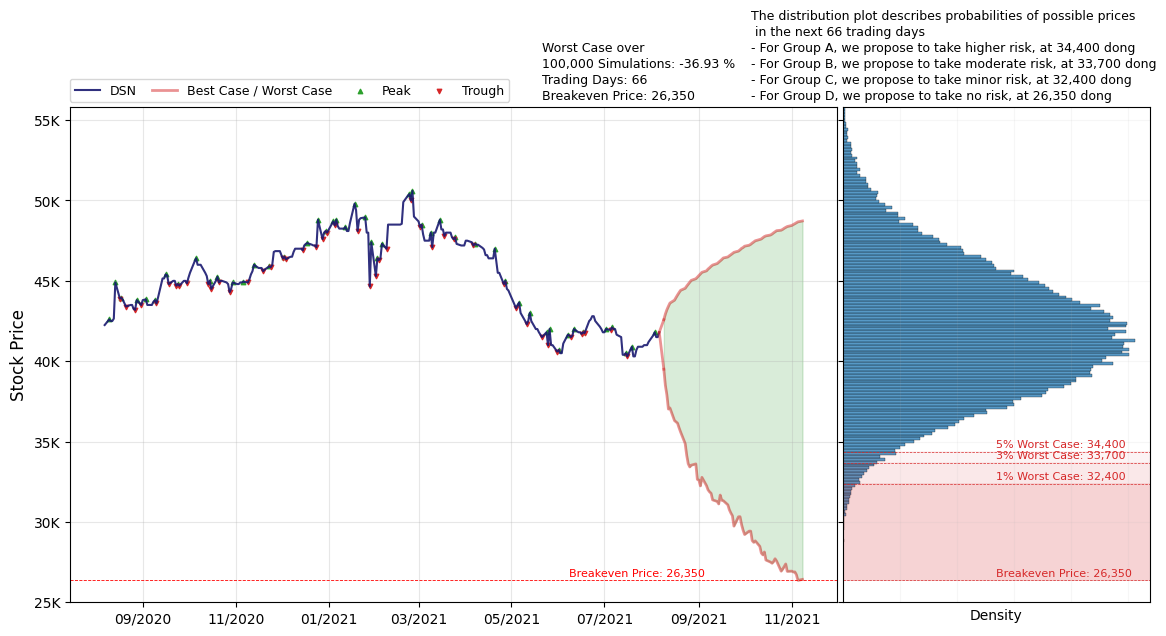 The distribution plot describes probabilities of possible prices
in the next 66 trading days
- For Group A, we propose to take higher risk, at 34,400 dong
- For Group B, we propose to take moderate risk, at 33,700 dong
- For Group C, we propose to take minor risk, at 32,400 dong
- For Group D, we propose to take no risk, at 26,350 dong
Worst Case over
100,000 Simulations: -36.93 %
Trading Days: 66
Breakeven Price: 26,350
DSN
Best Case / Worst Case
Peak
Trough
Stock Price
55K
50K
45K
40K
35K
30K
25K
Breakeven Price: 26,350
09/2020
11/2020
01/2021
03/2021
05/2021
07/2021
09/2021
11/2021
5% Worst Case: 34,400
3% Worst Case: 33,700
1% Worst Case: 32,400
Breakeven Price: 26,350
Density